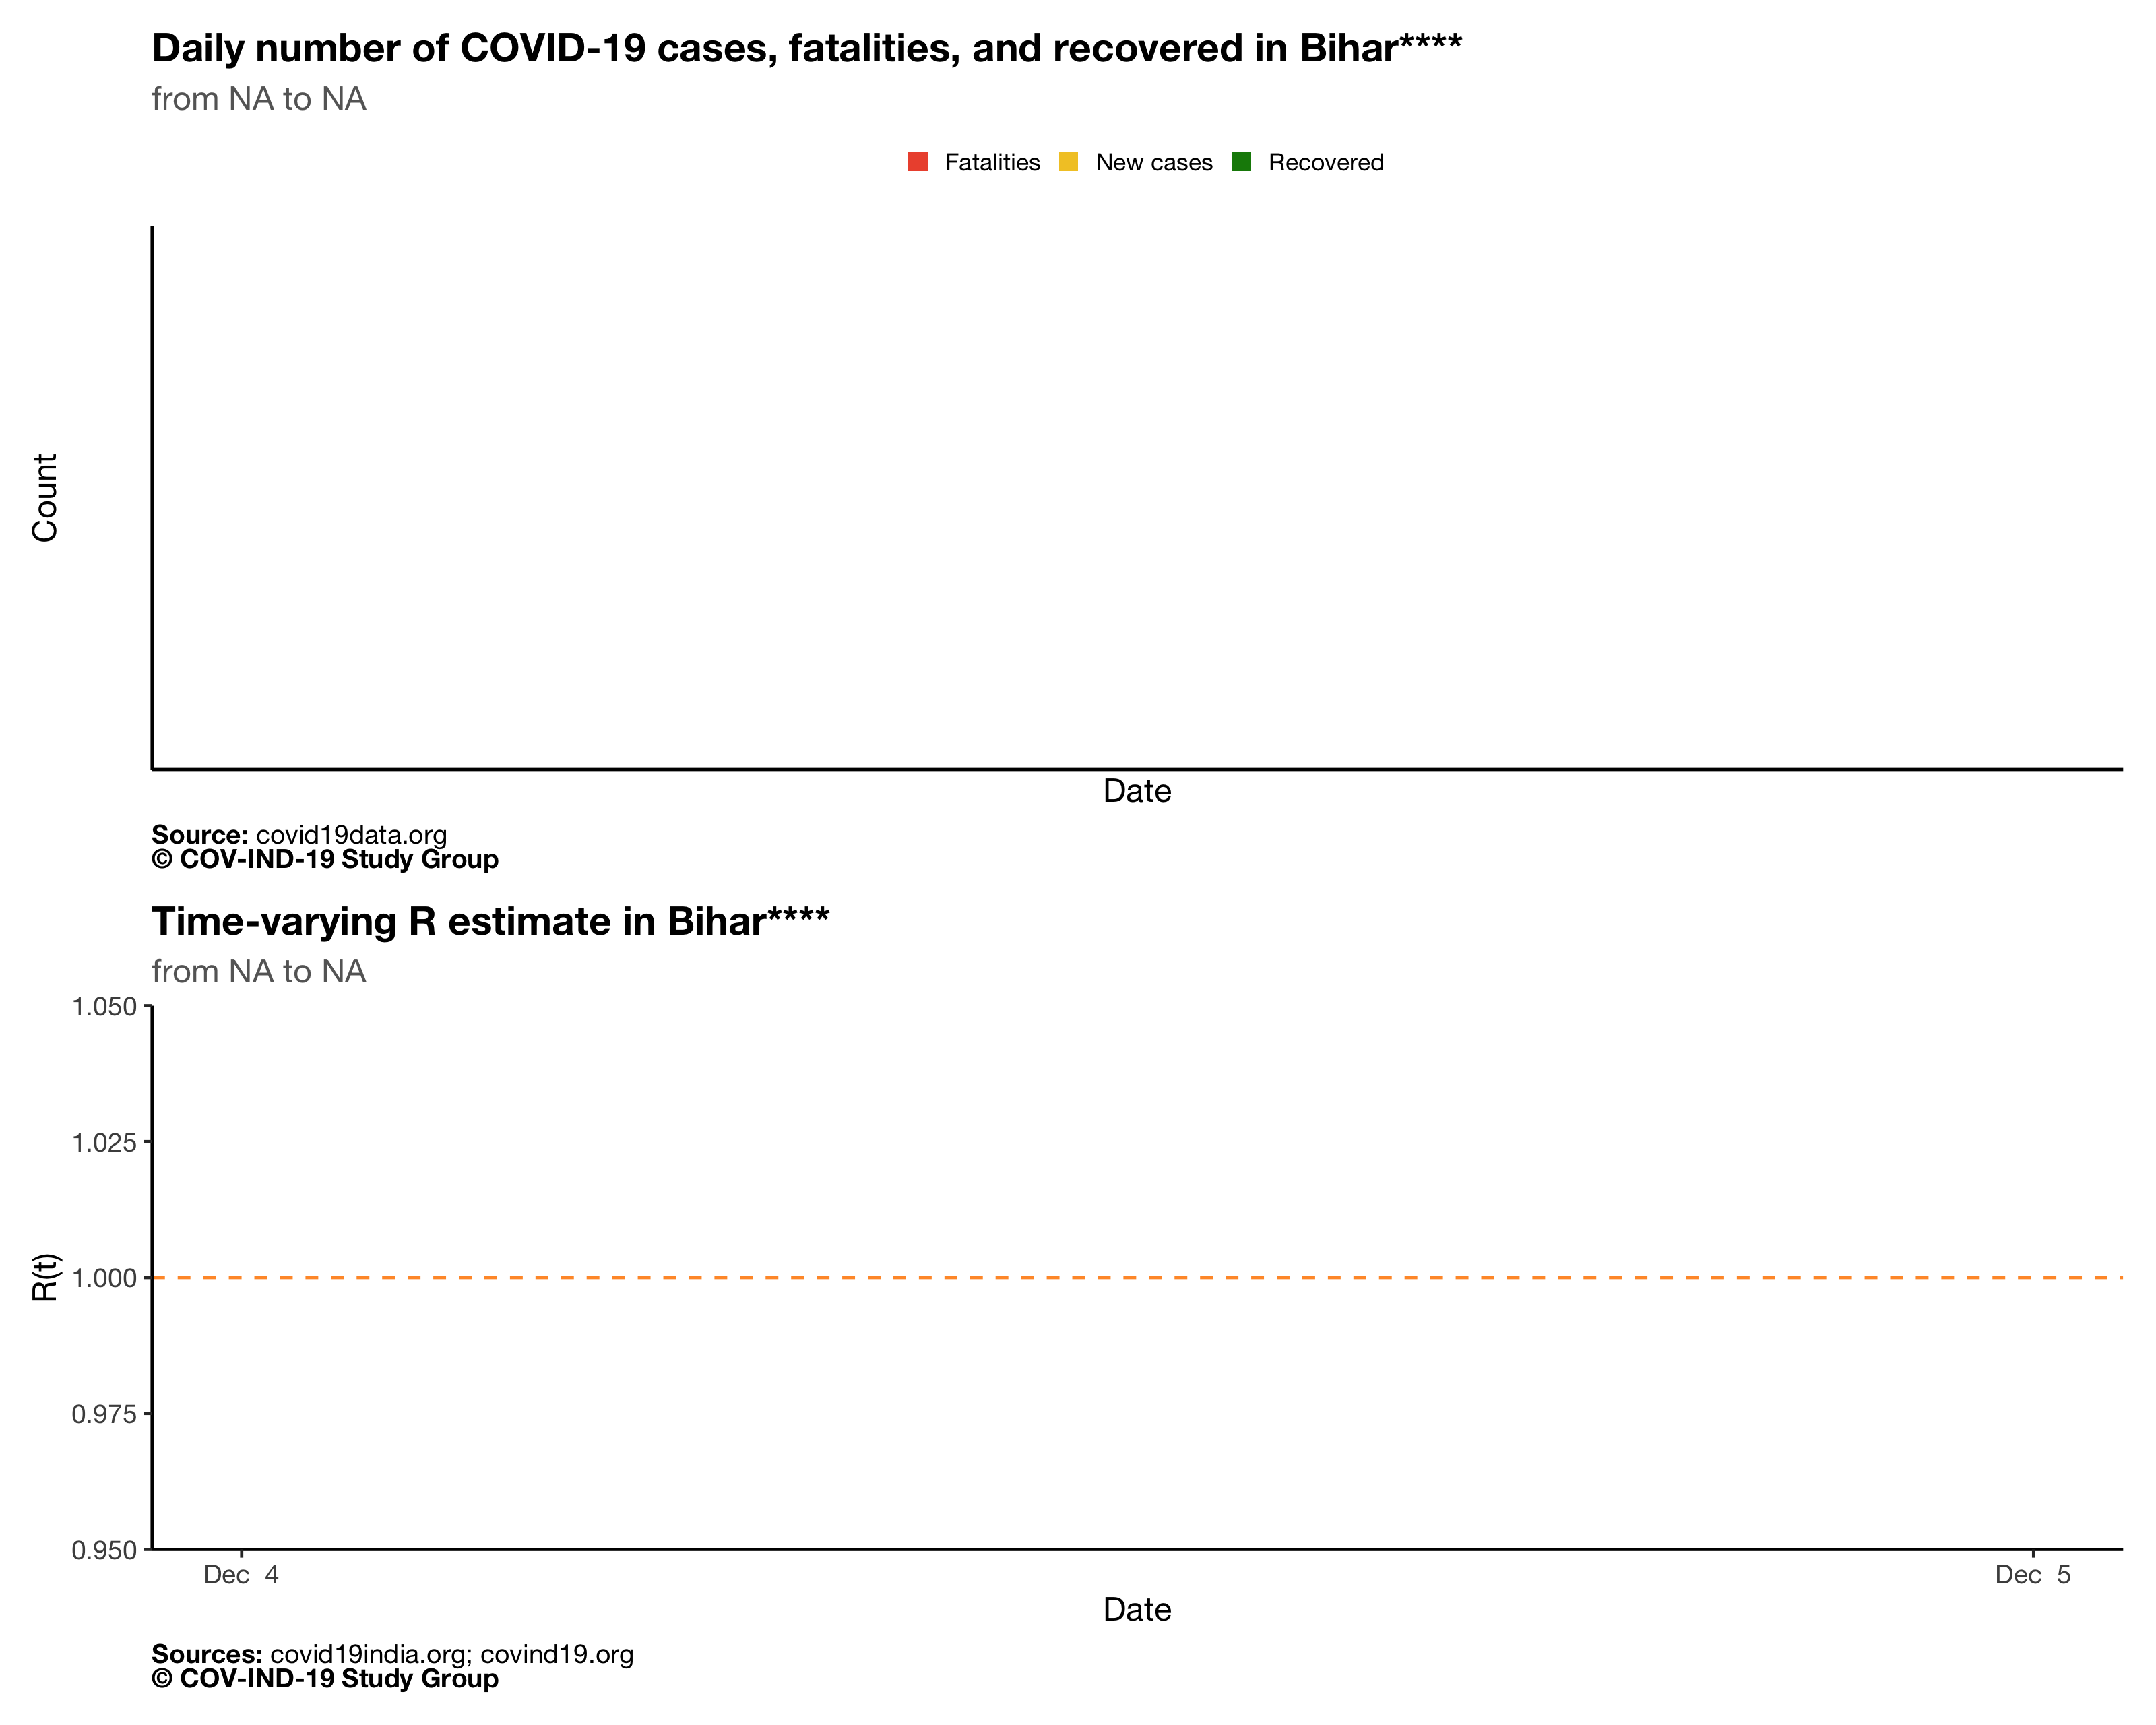 Daily number of COVID-19 cases, fatalities, and recovered in Bihar****
from NA to NA
Fatalities New cases Recovered
Count
Date
Source: covid19data.org
© COV-IND-19 Study Group
Time-varying R estimate in Bihar****
from NA to NA
1.050
1.025
R(t)
1.000
0.975
0.950
Dec 4 Dec 5
Date
Sources: covid19india.org; covind19.org
© COV-IND-19 Study Group